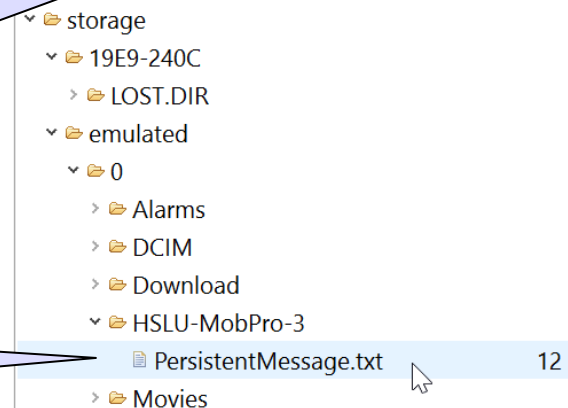 storage
19E9-240C
LOST.DIR
emulated
0
Alarms
DCIM
Download
HSLU-MobPro-3
PersistentMessage.txt 12
Movies